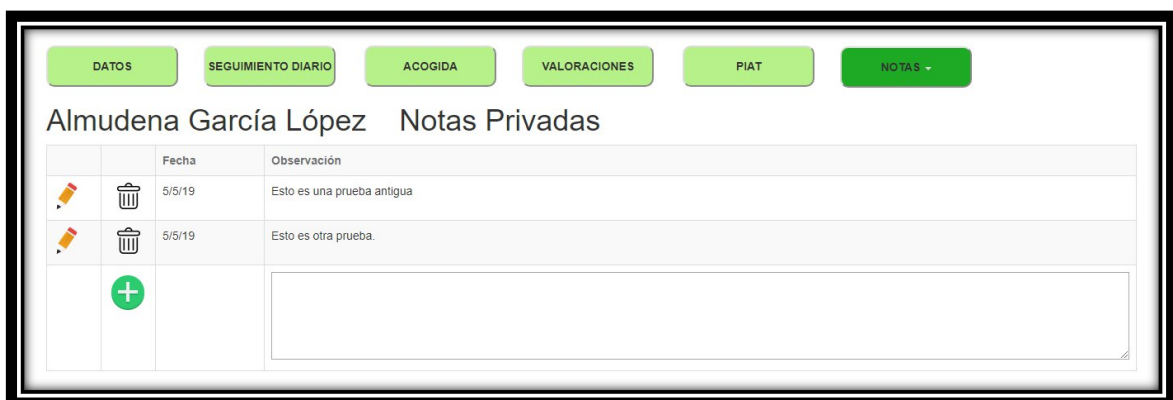 DATOS SEGUIMIENTO DIARIO ACOGIDA VALORACIONES PIAT NOTAS
Almudena García López Notas Privadas
Fecha Observación
5/5/19 Esto es una prueba antigua
5/5/19 Esto es otra prueba.